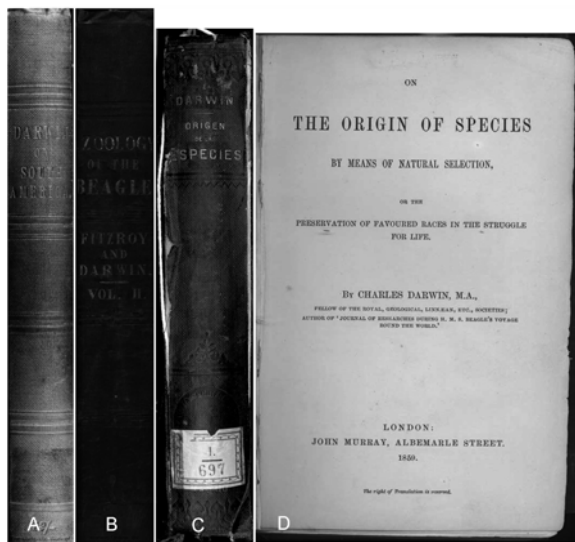 DARWIN
ON
SOUTH
AMERICA
A
ZOOLOGY
OF THE
BEAGLE
FITZROY
AND
DARWIN.
VOL. II
B
DARWIN
ORIGEN
SPECIES
1.
697
C
ON
THE ORIGIN OF SPECIES
BY MEANS OF NATURAL SELECTION,
OR THE
PRESERVATION OF FAVOURED RACES IN THE STRUGGLE
FOR LIFE.
BY CHARLES DARWIN, M.A.,
FELLOW OF THE ROYAL, GEOLOGICAL, LINNÆAN, ETC., SOCIETIES;
AUTHOR OF 'JOURNAL OF RESEARCHES DURING H. M. S. BEAGLE'S VOYAGE
ROUND THE WORLD.'
LONDON:
JOHN MURRAY, ALBEMARLE STREET.
1859.
The right of Translation is reserved.
D